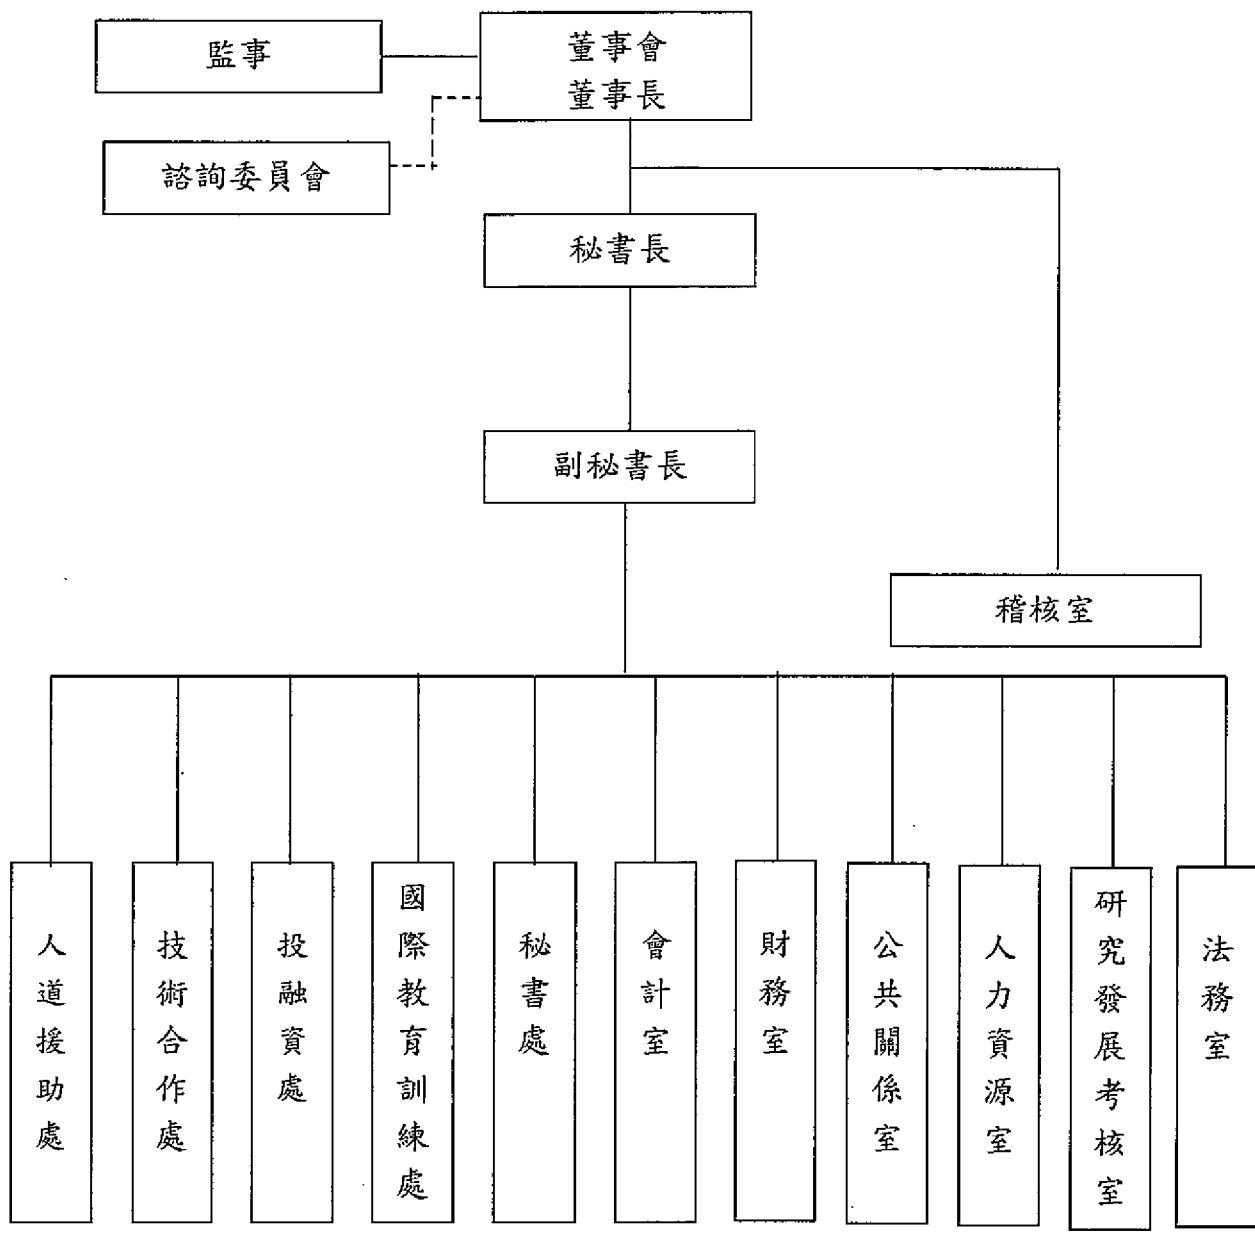 監事
董事會
董事長
諮詢委員會
秘書長
副秘書長
稽核室
人道援助處
技術合作處
投融資處
國際教育訓練處
秘書處
會計室
財務室
公共關係室
人力資源室
研究發展考核室
法務室